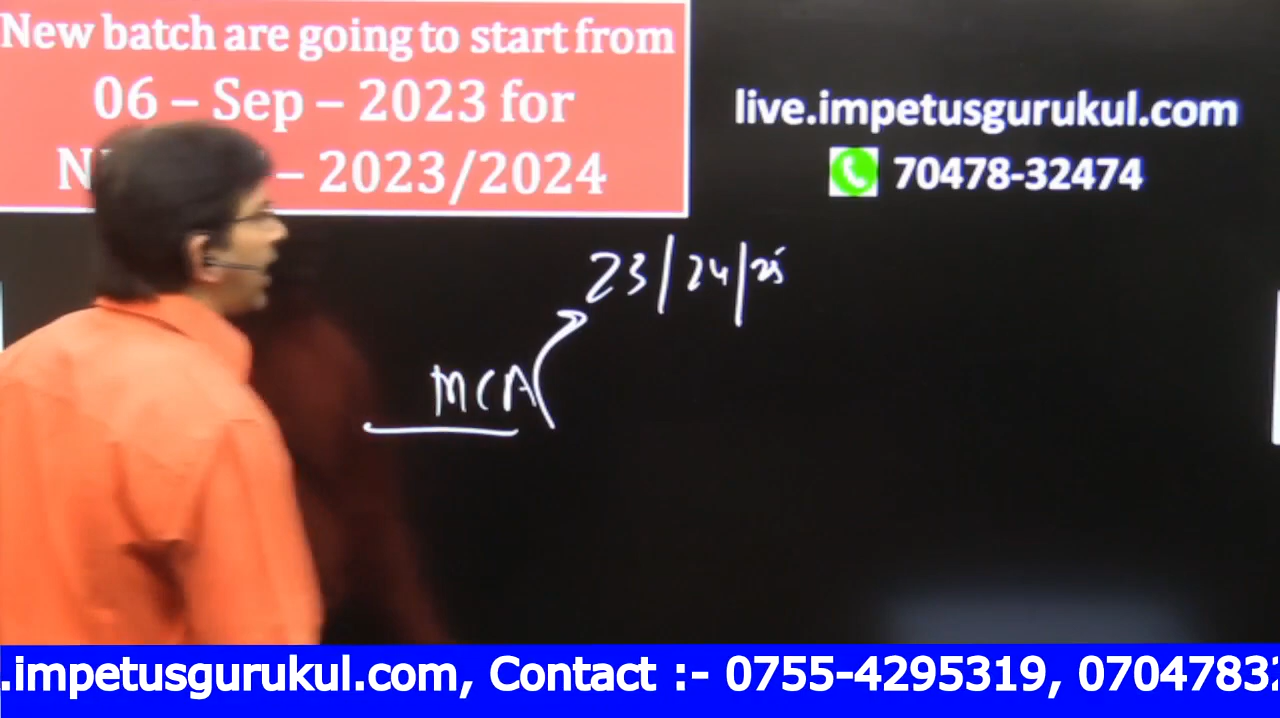 New batch are going to start from
06 – Sep – 2023 for
– 2023/2024
live.impetusgurukul.com
70478-32474
23/24/25
MCA
.impetusgurukul.com, Contact :- 0755-4295319, 07047832